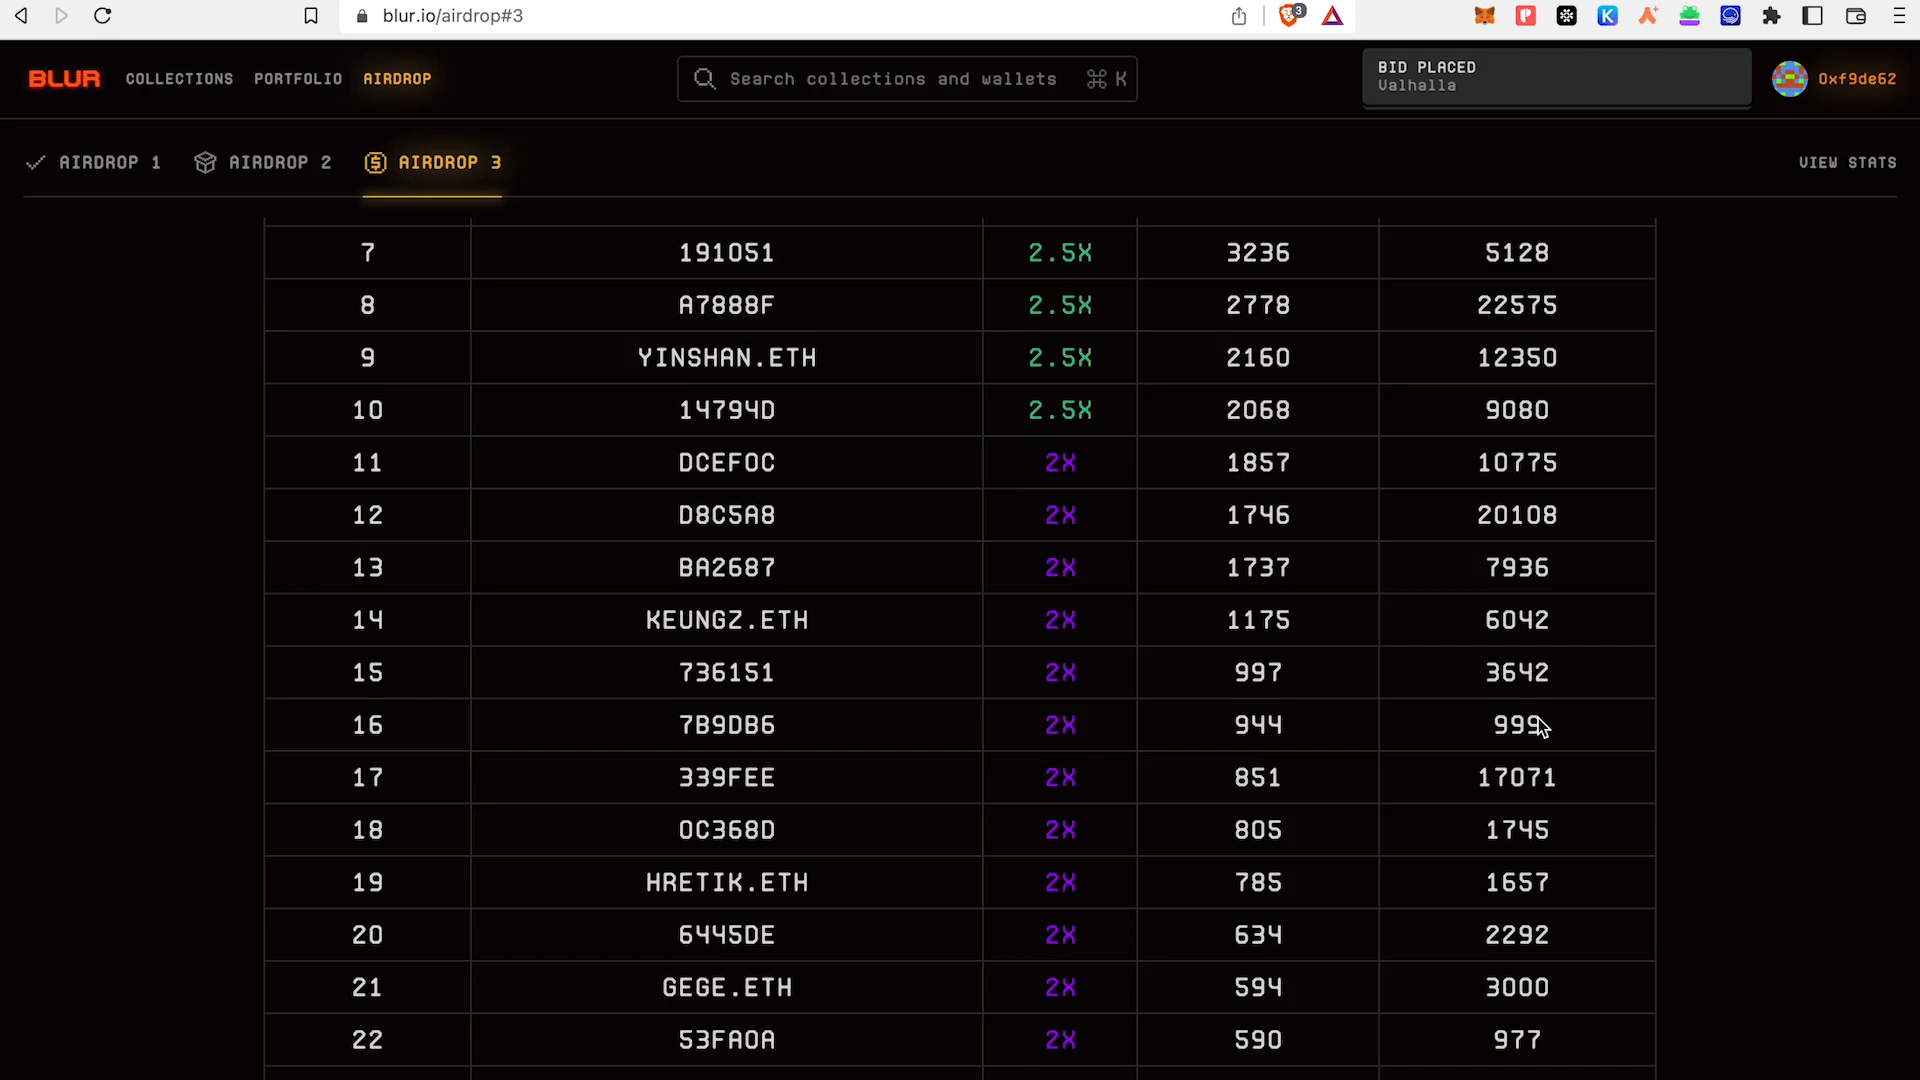 blur.io/airdrop#3
3
BLUR COLLECTIONS PORTFOLIO AIRDROP
Search collections and wallets ⌘ K
BID PLACED
Valhalla
0xf9de62
AIRDROP 1 AIRDROP 2 AIRDROP 3 VIEW STATS
7 191051 2.5X 3236 5128
8 A7888F 2.5X 2778 22575
9 YINSHAN.ETH 2.5X 2160 12350
10 14794D 2.5X 2068 9080
11 DCEF0C 2X 1857 10775
12 D8C5A8 2X 1746 20108
13 BA2687 2X 1737 7936
14 KEUNGZ.ETH 2X 1175 6042
15 736151 2X 997 3642
16 7B9DB6 2X 944 999
17 339FEE 2X 851 17071
18 0C368D 2X 805 1745
19 HRETIK.ETH 2X 785 1657
20 6445DE 2X 634 2292
21 GEGE.ETH 2X 594 3000
22 53FA0A 2X 590 977